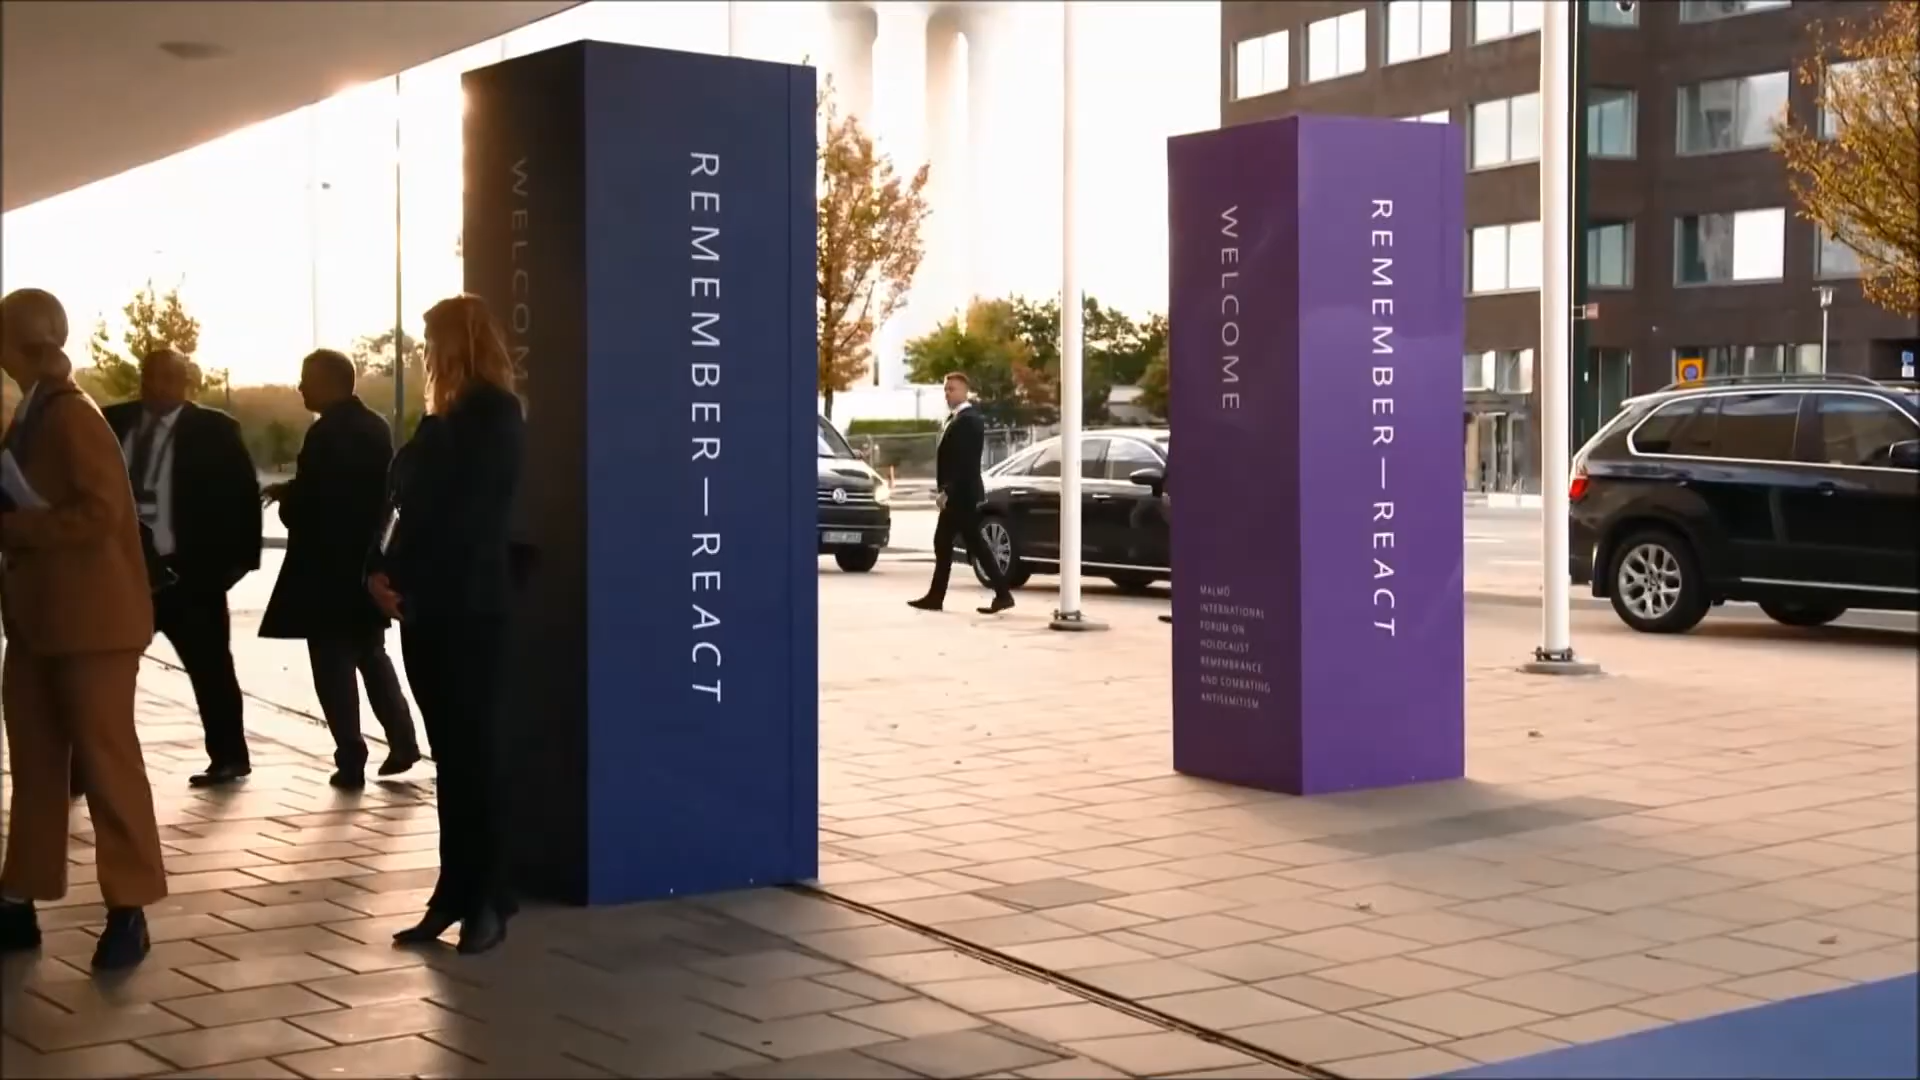 WELCOME
REMEMBER—REACT
WELCOME
MALMÖ
INTERNATIONAL
FORUM ON
HOLOCAUST
REMEMBRANCE
AND COMBATING
ANTISEMITISM
REMEMBER—REACT